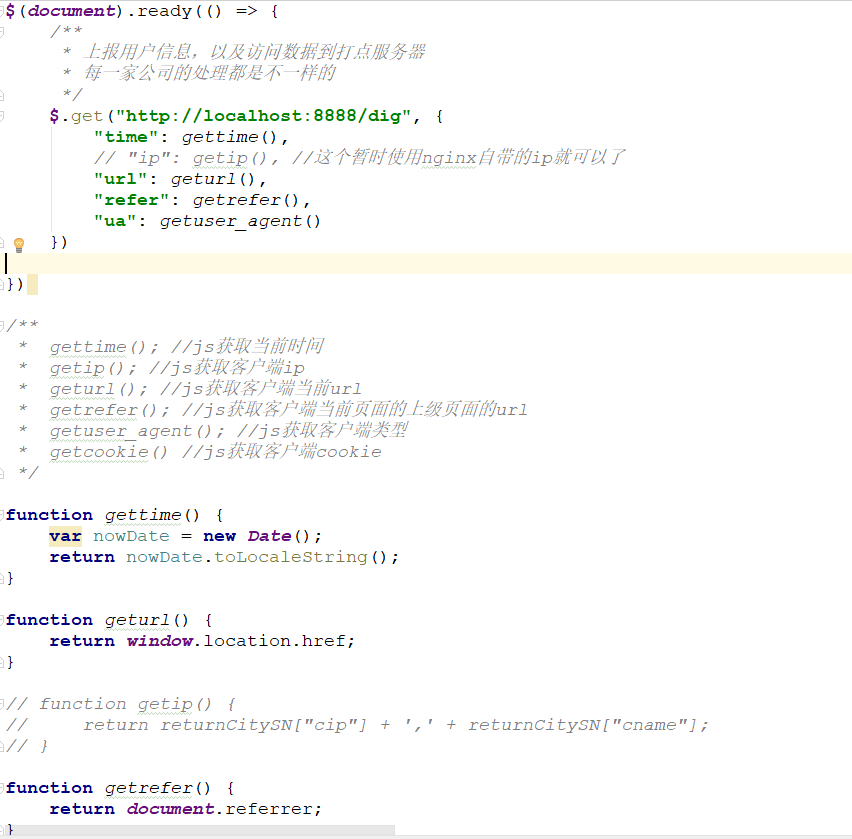 $(document).ready(() => {
    /**
     * 上报用户信息，以及访问数据到打点服务器
     * 每一家公司的处理都是不一样的
     */
    $.get("http://localhost:8888/dig", {
        "time": gettime(),
        // "ip": getip(), //这个暂时使用nginx自带的ip就可以了
        "url": geturl(),
        "refer": getrefer(),
        "ua": getuser_agent()
    })
})
/**
 *  gettime(); //js获取当前时间
 *  getip(); //js获取客户端ip
 *  geturl(); //js获取客户端当前url
 *  getrefer(); //js获取客户端当前页面的上级页面的url
 *  getuser_agent(); //js获取客户端类型
 *  getcookie() //js获取客户端cookie
 */
function gettime() {
    var nowDate = new Date();
    return nowDate.toLocaleString();
}
function geturl() {
    return window.location.href;
}
// function getip() {
//     return returnCitySN["cip"] + ',' + returnCitySN["cname"];
// }
function getrefer() {
    return document.referrer;
}